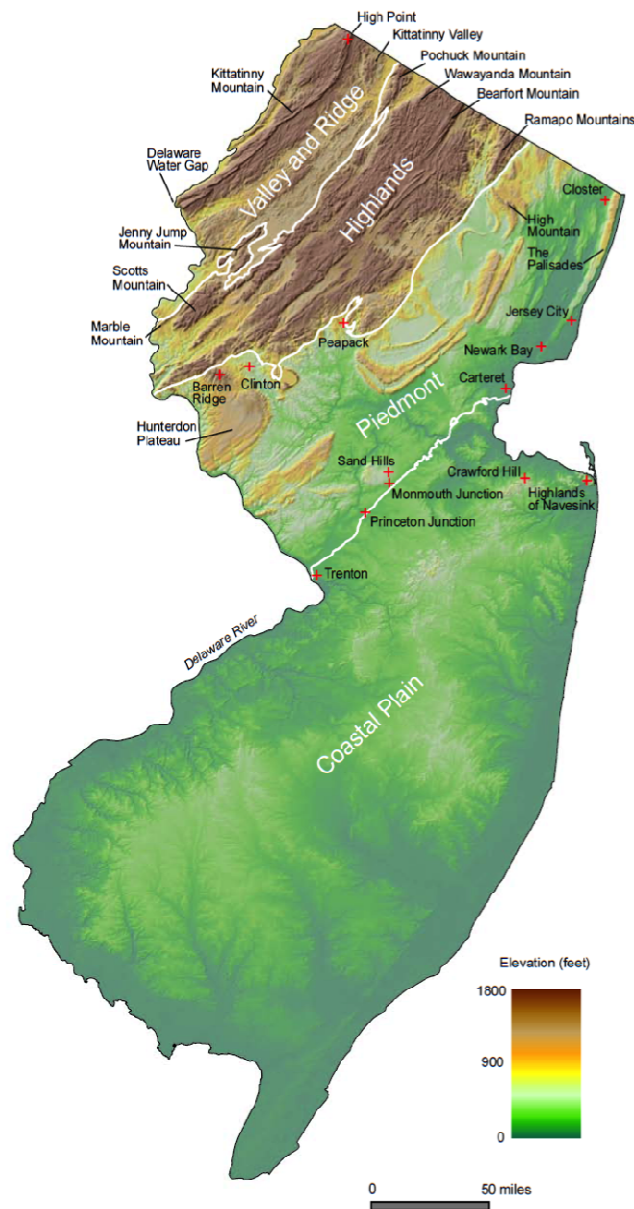 High Point
Kittatinny Valley
Pochuck Mountain
Wawayanda Mountain
Bearfort Mountain
Ramapo Mountains
Kittatinny
Mountain
Valley and Ridge
Highlands
Delaware
Water Gap
Closter
High
Mountain
Jenny Jump
Mountain
The
Palisades
Scotts
Mountain
Jersey City
Marble
Mountain
Peapack
Newark Bay
Clinton
Barren
Ridge
Carteret
Piedmont
Hunterdon
Plateau
Sand Hills
Crawford Hill
Monmouth Junction
Highlands
of Navesink
Princeton Junction
Trenton
Delaware River
Coastal Plain
Elevation (feet)
1800
900
0
0
50 miles